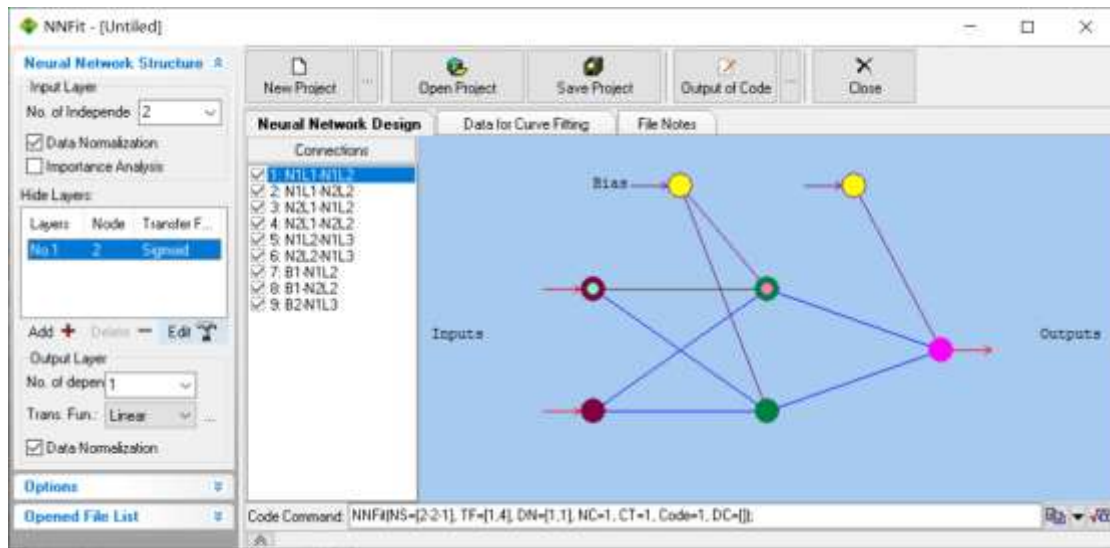 NNFit - [Untiled]
Neural Network Structure
Input Layer
No. of Independe 2
Data Normalization
Importance Analysis
Hide Layers:
Layers Node Transfer F...
No.1 2 Sigmoid
Add Delete Edit
Output Layer
No. of depen 1
Trans. Fun.: Linear ...
Data Normalization
Options
Opened File List
New Project ... Open Project Save Project Output of Code ... Close
Neural Network Design Data for Curve Fitting File Notes
Connections
1: N1L1-N1L2
2: N1L1-N2L2
3: N2L1-N1L2
4: N2L1-N2L2
5: N1L2-N1L3
6: N2L2-N1L3
7: B1-N1L2
8: B1-N2L2
9: B2-N1L3
Bias
Inputs
Outputs
Code Command: NNFit(NS=[2-2-1], TF=[1,4], DN=[1,1], NC=1, CT=1, Code=1, DC=[]);